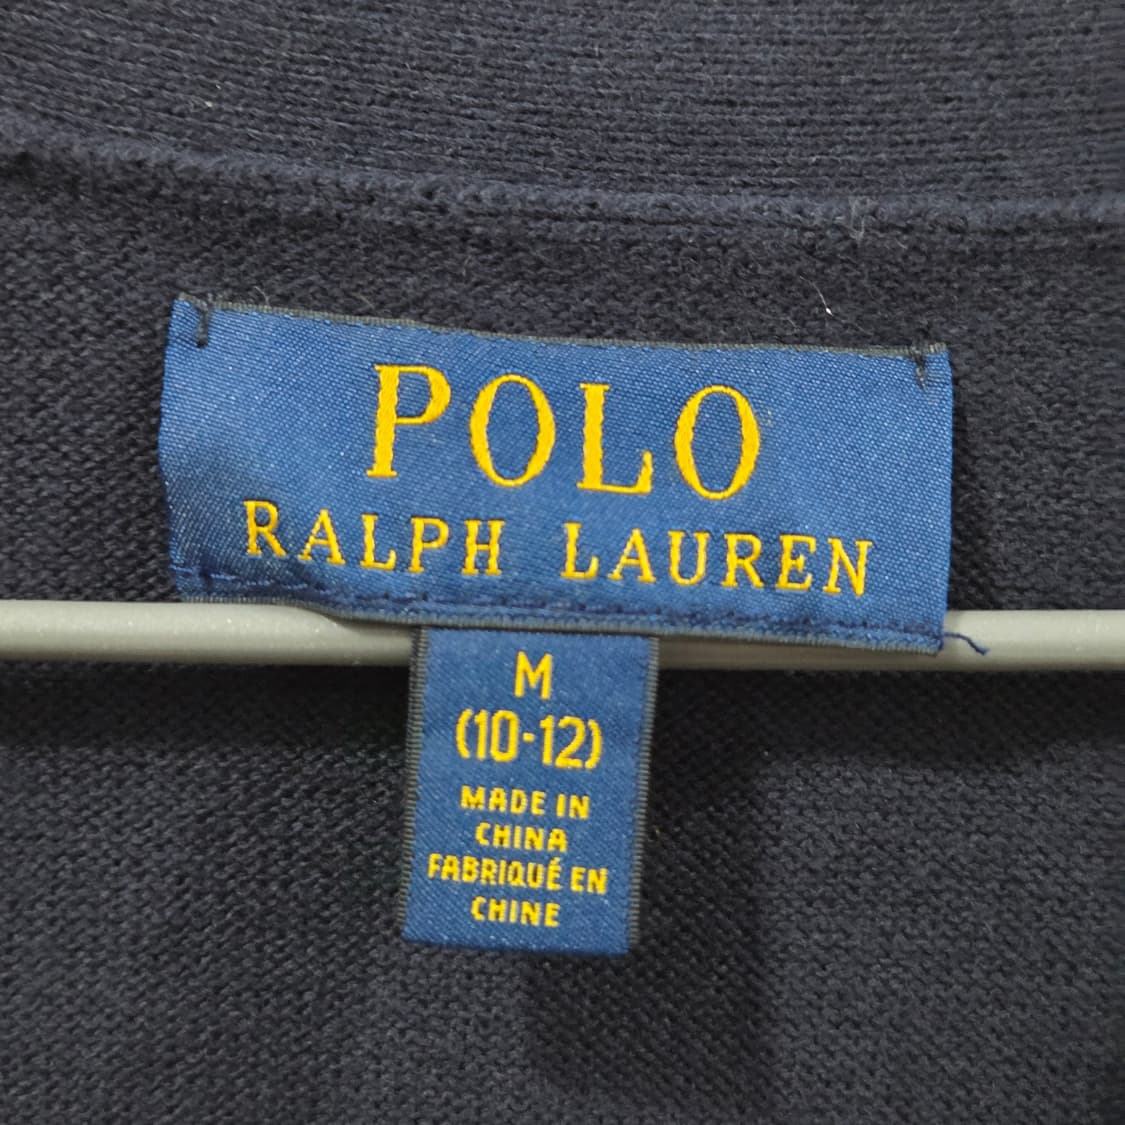 POLO
RALPH LAUREN
M
(10-12)
MADE IN
CHINA
FABRIQUÉ EN
CHINE